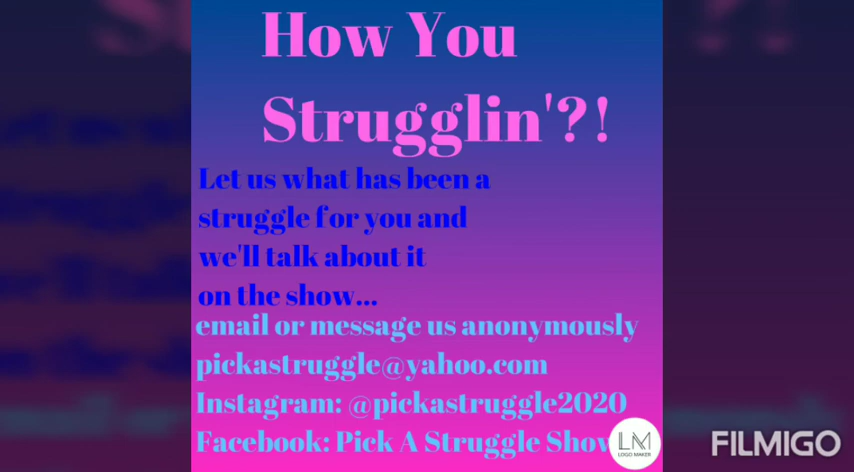 How You
Strugglin'?!
Let us what has been a
struggle for you and
we'll talk about it
on the show...
email or message us anonymously
pickastruggle@yahoo.com
Instagram: @pickastruggle2020
Facebook: Pick A Struggle Show
LM
LOGO MAKER
FILMIGO